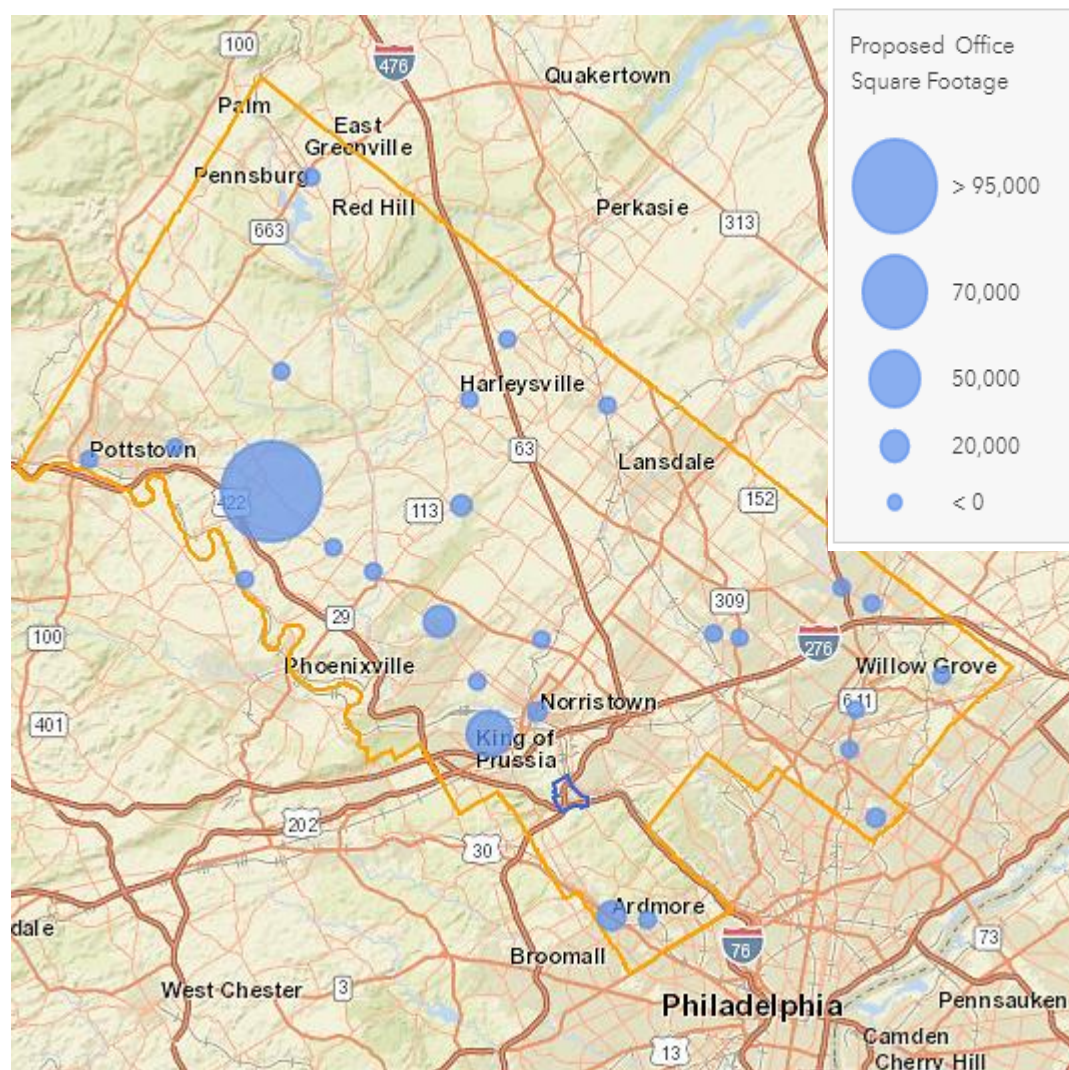 Proposed Office
Square Footage
> 95,000
70,000
50,000
20,000
< 0
100
476
Quakertown
Palm
East
Greenville
Pennsburg
Red Hill
Perkasie
663
313
Harleysville
Pottstown
63
Lansdale
422
113
152
29
309
100
276
Phoenixville
Willow Grove
611
Norristown
401
King of
Prussia
202
30
Ardmore
dale
76
73
Broomall
West Chester
3
Philadelphia
Pennsauken
Camden
13
Cherry Hill